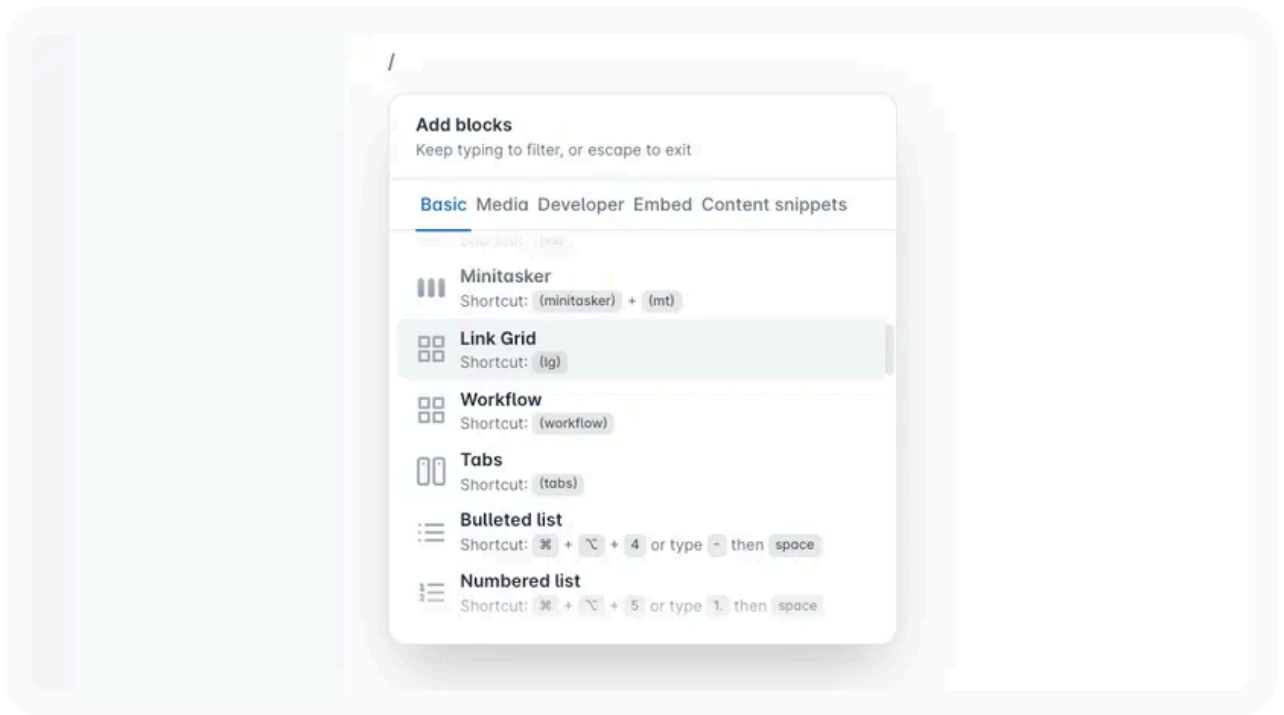 /
Add blocks
Keep typing to filter, or escape to exit
Basic Media Developer Embed Content snippets
Minitasker
Shortcut: (minitasker) + (mt)
Link Grid
Shortcut: (lg)
Workflow
Shortcut: (workflow)
Tabs
Shortcut: (tabs)
Bulleted list
Shortcut: ⌘ + ⌥ + 4 or type - then space
Numbered list
Shortcut: ⌘ + ⌥ + 5 or type 1. then space